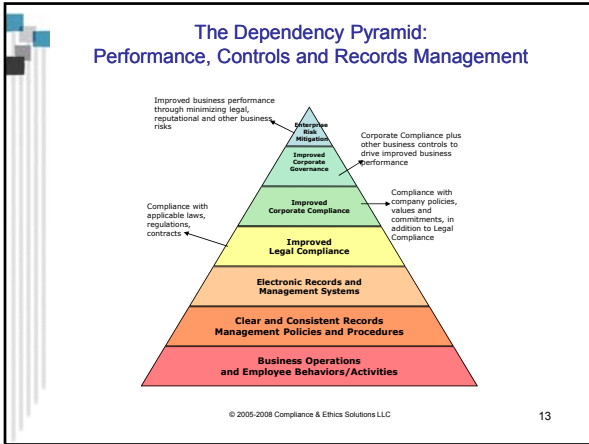 The Dependency Pyramid:
Performance, Controls and Records Management
Improved business performance
through minimizing legal,
reputational and other business
risks
Enterprise
Risk
Mitigation
Improved
Corporate
Governance
Corporate Compliance plus
other business controls to
drive improved business
performance
Improved
Corporate Compliance
Compliance with
company policies,
values and
commitments, in
addition to Legal
Compliance
Compliance with
applicable laws,
regulations,
contracts
Improved
Legal Compliance
Electronic Records and
Management Systems
Clear and Consistent Records
Management Policies and Procedures
Business Operations
and Employee Behaviors/Activities
© 2005-2008 Compliance & Ethics Solutions LLC
13